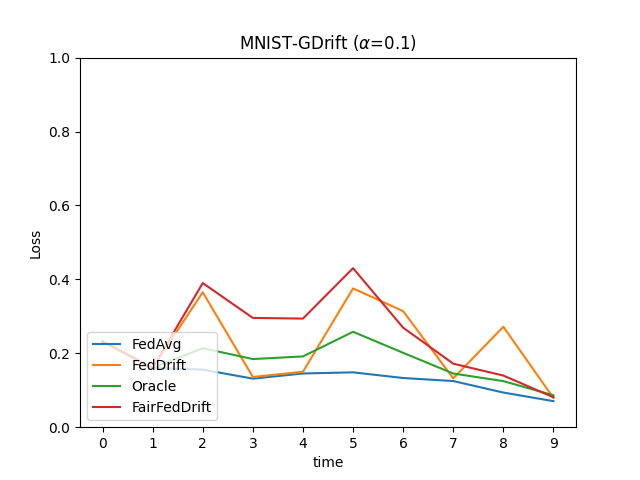 MNIST-GDrift (α=0.1)
1.0
0.8
0.6
0.4
0.2
0.0
Loss
FedAvg
FedDrift
Oracle
FairFedDrift
0 1 2 3 4 5 6 7 8 9
time